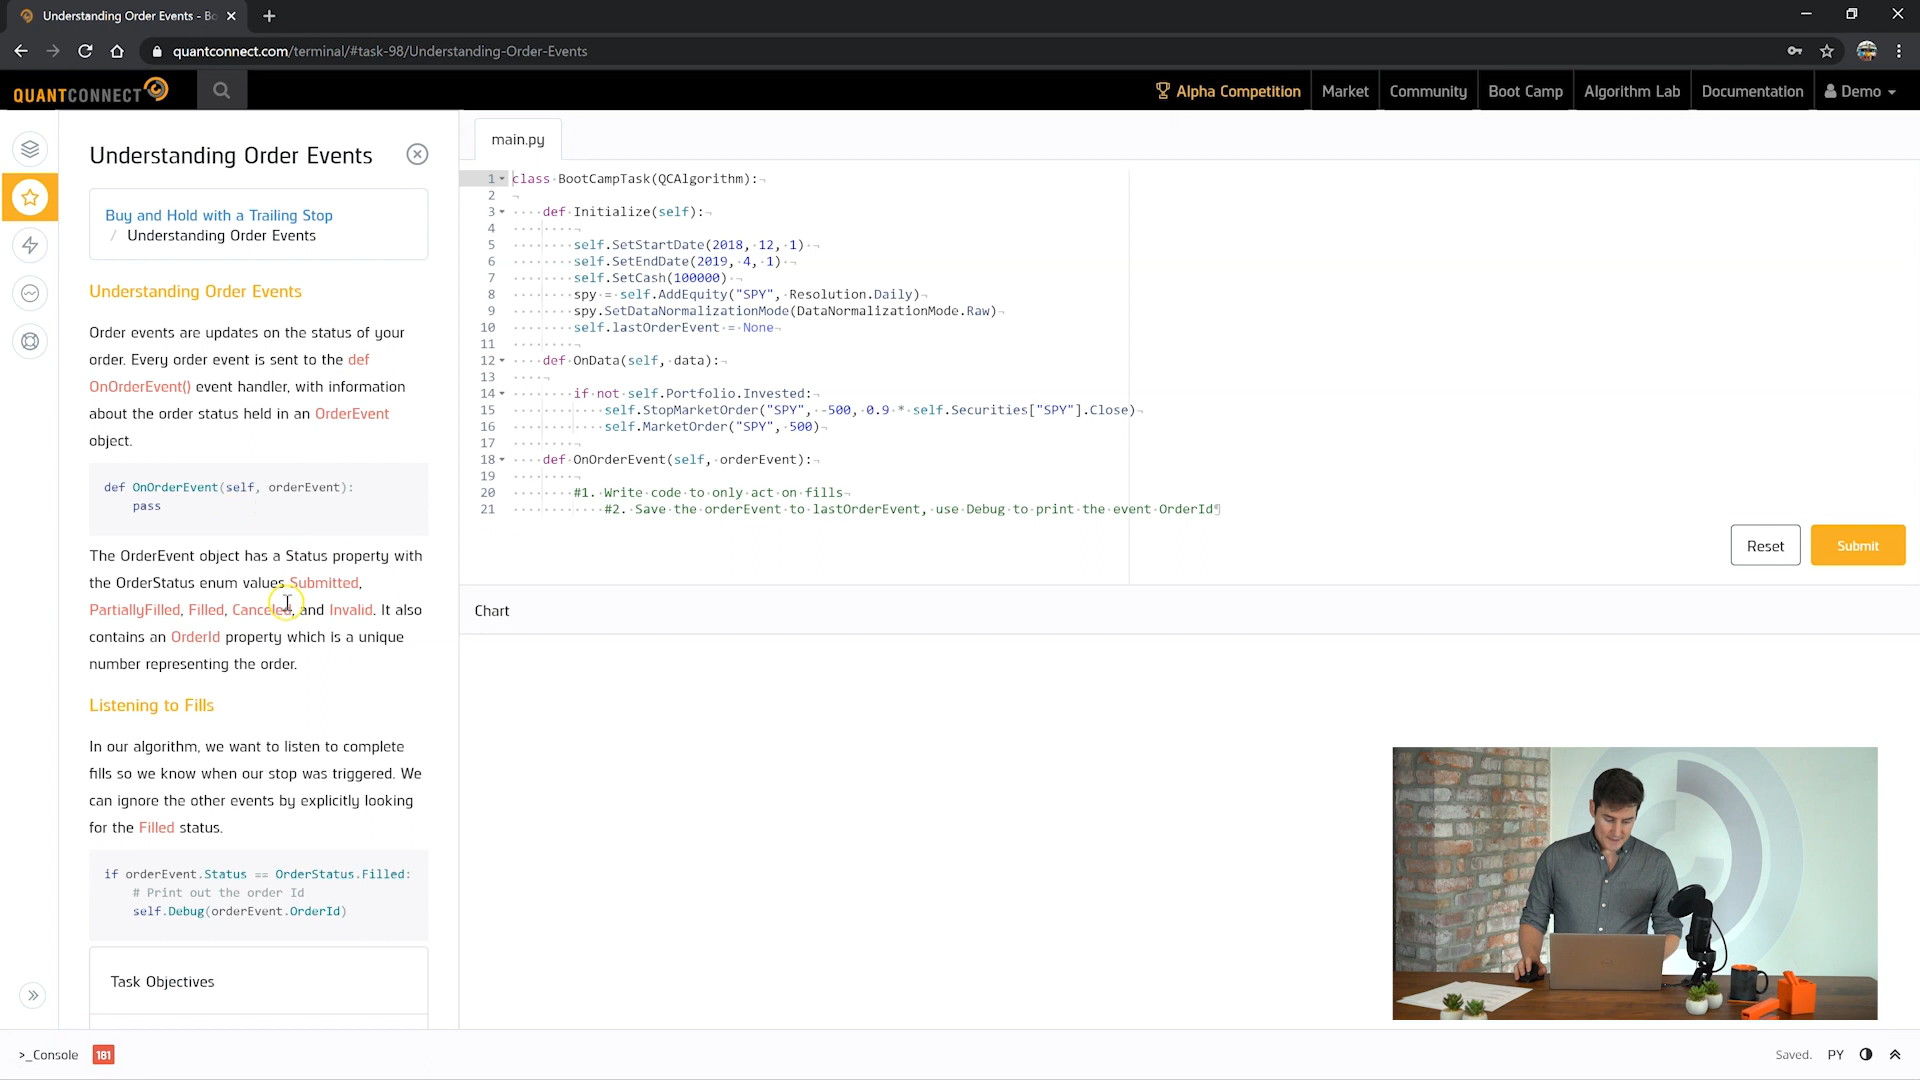 Understanding Order Events - Bo
quantconnect.com/terminal/#task-98/Understanding-Order-Events
QUANTCONNECT
Alpha Competition
Market
Community
Boot Camp
Algorithm Lab
Documentation
Demo
Understanding Order Events
Buy and Hold with a Trailing Stop
/ Understanding Order Events
Understanding Order Events
Order events are updates on the status of your
order. Every order event is sent to the def
OnOrderEvent() event handler, with information
about the order status held in an OrderEvent
object.
def OnOrderEvent(self, orderEvent):
pass
The OrderEvent object has a Status property with
the OrderStatus enum values Submitted,
PartiallyFilled, Filled, Canceled, and Invalid. It also
contains an OrderId property which is a unique
number representing the order.
Listening to Fills
In our algorithm, we want to listen to complete
fills so we know when our stop was triggered. We
can ignore the other events by explicitly looking
for the Filled status.
if orderEvent.Status == OrderStatus.Filled:
# Print out the order Id
self.Debug(orderEvent.OrderId)
Task Objectives
main.py
1 class BootCampTask(QCAlgorithm):
2
3 def Initialize(self):
4
5 self.SetStartDate(2018, 12, 1)
6 self.SetEndDate(2019, 4, 1)
7 self.SetCash(100000)
8 spy = self.AddEquity("SPY", Resolution.Daily)
9 spy.SetDataNormalizationMode(DataNormalizationMode.Raw)
10 self.lastOrderEvent = None
11
12 def OnData(self, data):
13
14 if not self.Portfolio.Invested:
15 self.StopMarketOrder("SPY", -500, 0.9 * self.Securities["SPY"].Close)
16 self.MarketOrder("SPY", 500)
17
18 def OnOrderEvent(self, orderEvent):
19
20 #1. Write code to only act on fills
21 #2. Save the orderEvent to lastOrderEvent, use Debug to print the event OrderId
Reset
Submit
Chart
>_Console 181
Saved. PY